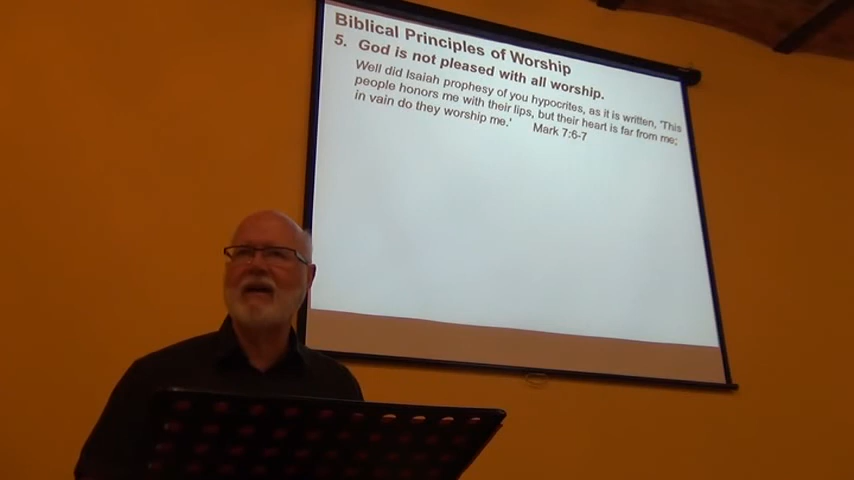 Biblical Principles of Worship
5. God is not pleased with all worship.
Well did Isaiah prophesy of you hypocrites, as it is written, 'This
people honors me with their lips, but their heart is far from me;
in vain do they worship me.' Mark 7:6-7